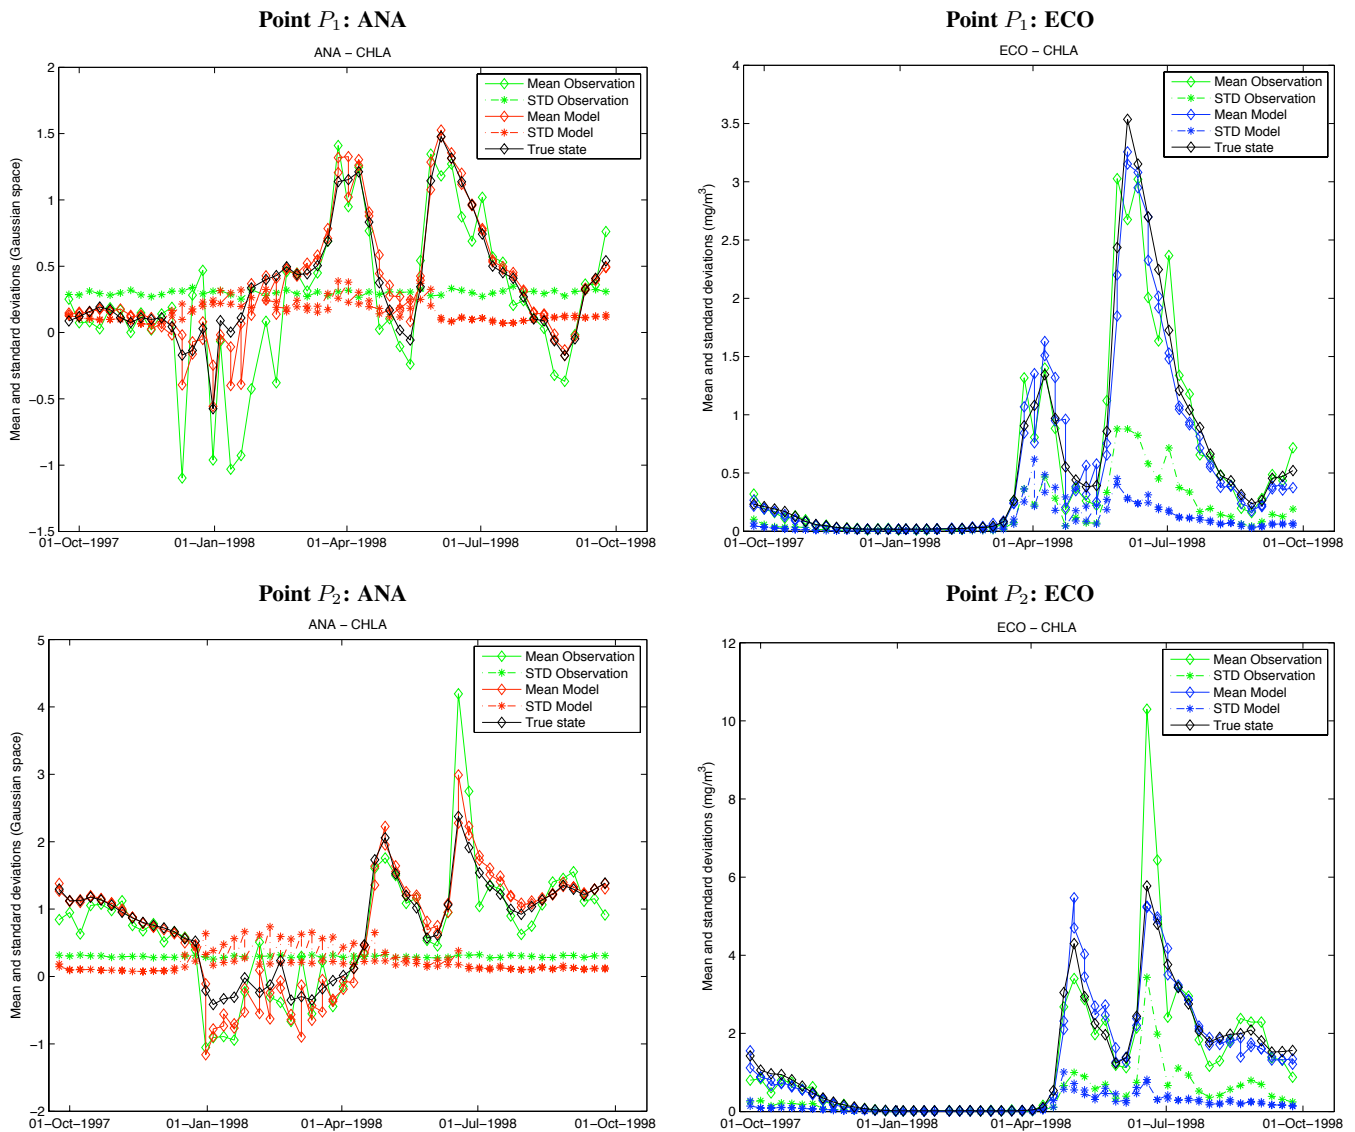 Point P₁: ANA
ANA – CHLA
Mean and standard deviations (Gaussian space)
2
1.5
1
0.5
0
−0.5
−1
−1.5
01−Oct−1997 01−Jan−1998 01−Apr−1998 01−Jul−1998 01−Oct−1998
Mean Observation
STD Observation
Mean Model
STD Model
True state
Point P₁: ECO
ECO – CHLA
Mean and standard deviations (mg/m³)
4
3.5
3
2.5
2
1.5
1
0.5
0
01−Oct−1997 01−Jan−1998 01−Apr−1998 01−Jul−1998 01−Oct−1998
Mean Observation
STD Observation
Mean Model
STD Model
True state
Point P₂: ANA
ANA – CHLA
Mean and standard deviations (Gaussian space)
5
4
3
2
1
0
−1
−2
01−Oct−1997 01−Jan−1998 01−Apr−1998 01−Jul−1998 01−Oct−1998
Mean Observation
STD Observation
Mean Model
STD Model
True state
Point P₂: ECO
ECO – CHLA
Mean and standard deviations (mg/m³)
12
10
8
6
4
2
0
01−Oct−1997 01−Jan−1998 01−Apr−1998 01−Jul−1998 01−Oct−1998
Mean Observation
STD Observation
Mean Model
STD Model
True state